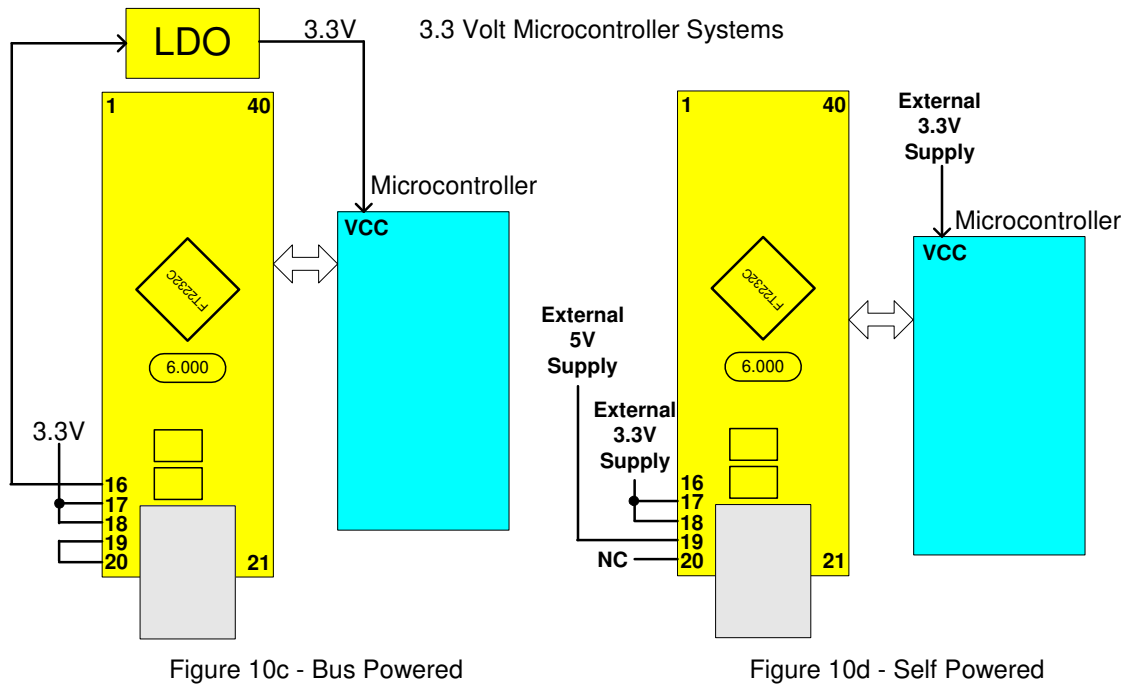 3.3 Volt Microcontroller Systems
LDO
3.3V
1
40
Microcontroller
VCC
FT2232C
6.000
3.3V
16
17
18
19
20
21
Figure 10c - Bus Powered
1
40
External
3.3V
Supply
Microcontroller
VCC
FT2232C
External
5V
Supply
6.000
External
3.3V
Supply
16
17
18
19
NC
20
21
Figure 10d - Self Powered